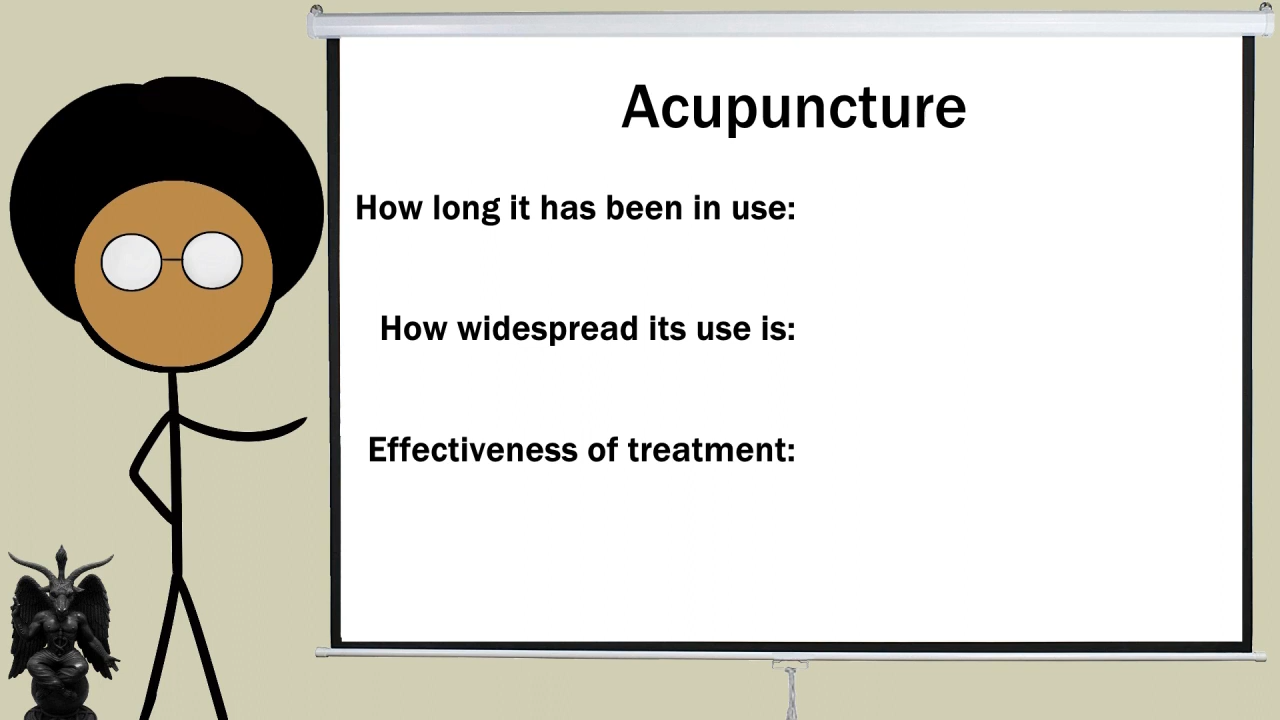 Acupuncture
How long it has been in use:
How widespread its use is:
Effectiveness of treatment: